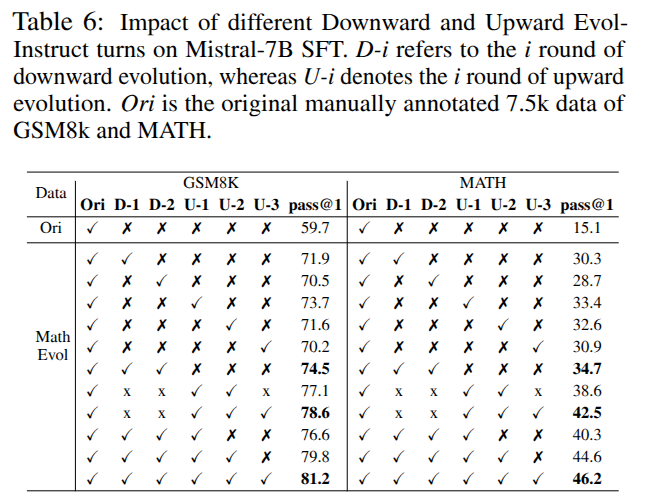 Table 6: Impact of different Downward and Upward Evol-
Instruct turns on Mistral-7B SFT. D-i refers to the i round of
downward evolution, whereas U-i denotes the i round of upward
evolution. Ori is the original manually annotated 7.5k data of
GSM8k and MATH.
Data GSM8K MATH
Ori D-1 D-2 U-1 U-2 U-3 pass@1 Ori D-1 D-2 U-1 U-2 U-3 pass@1
Ori ✓ ✗ ✗ ✗ ✗ ✗ 59.7 ✓ ✗ ✗ ✗ ✗ ✗ 15.1
Math Evol
✓ ✓ ✗ ✗ ✗ ✗ 71.9 ✓ ✓ ✗ ✗ ✗ ✗ 30.3
✓ ✗ ✓ ✗ ✗ ✗ 70.5 ✓ ✗ ✓ ✗ ✗ ✗ 28.7
✓ ✗ ✗ ✓ ✗ ✗ 73.7 ✓ ✗ ✗ ✓ ✗ ✗ 33.4
✓ ✗ ✗ ✗ ✓ ✗ 71.6 ✓ ✗ ✗ ✗ ✓ ✗ 32.6
✓ ✗ ✗ ✗ ✗ ✓ 70.2 ✓ ✗ ✗ ✗ ✗ ✓ 30.9
✓ ✓ ✓ ✗ ✗ ✗ 74.5 ✓ ✓ ✓ ✗ ✗ ✗ 34.7
✓ x x ✓ ✓ x 77.1 ✓ x x ✓ ✓ x 38.6
✓ x x ✓ ✓ ✓ 78.6 ✓ x x ✓ ✓ ✓ 42.5
✓ ✓ ✓ ✓ ✗ ✗ 76.6 ✓ ✓ ✓ ✓ ✗ ✗ 40.3
✓ ✓ ✓ ✓ ✓ ✗ 79.8 ✓ ✓ ✓ ✓ ✓ ✗ 44.6
✓ ✓ ✓ ✓ ✓ ✓ 81.2 ✓ ✓ ✓ ✓ ✓ ✓ 46.2